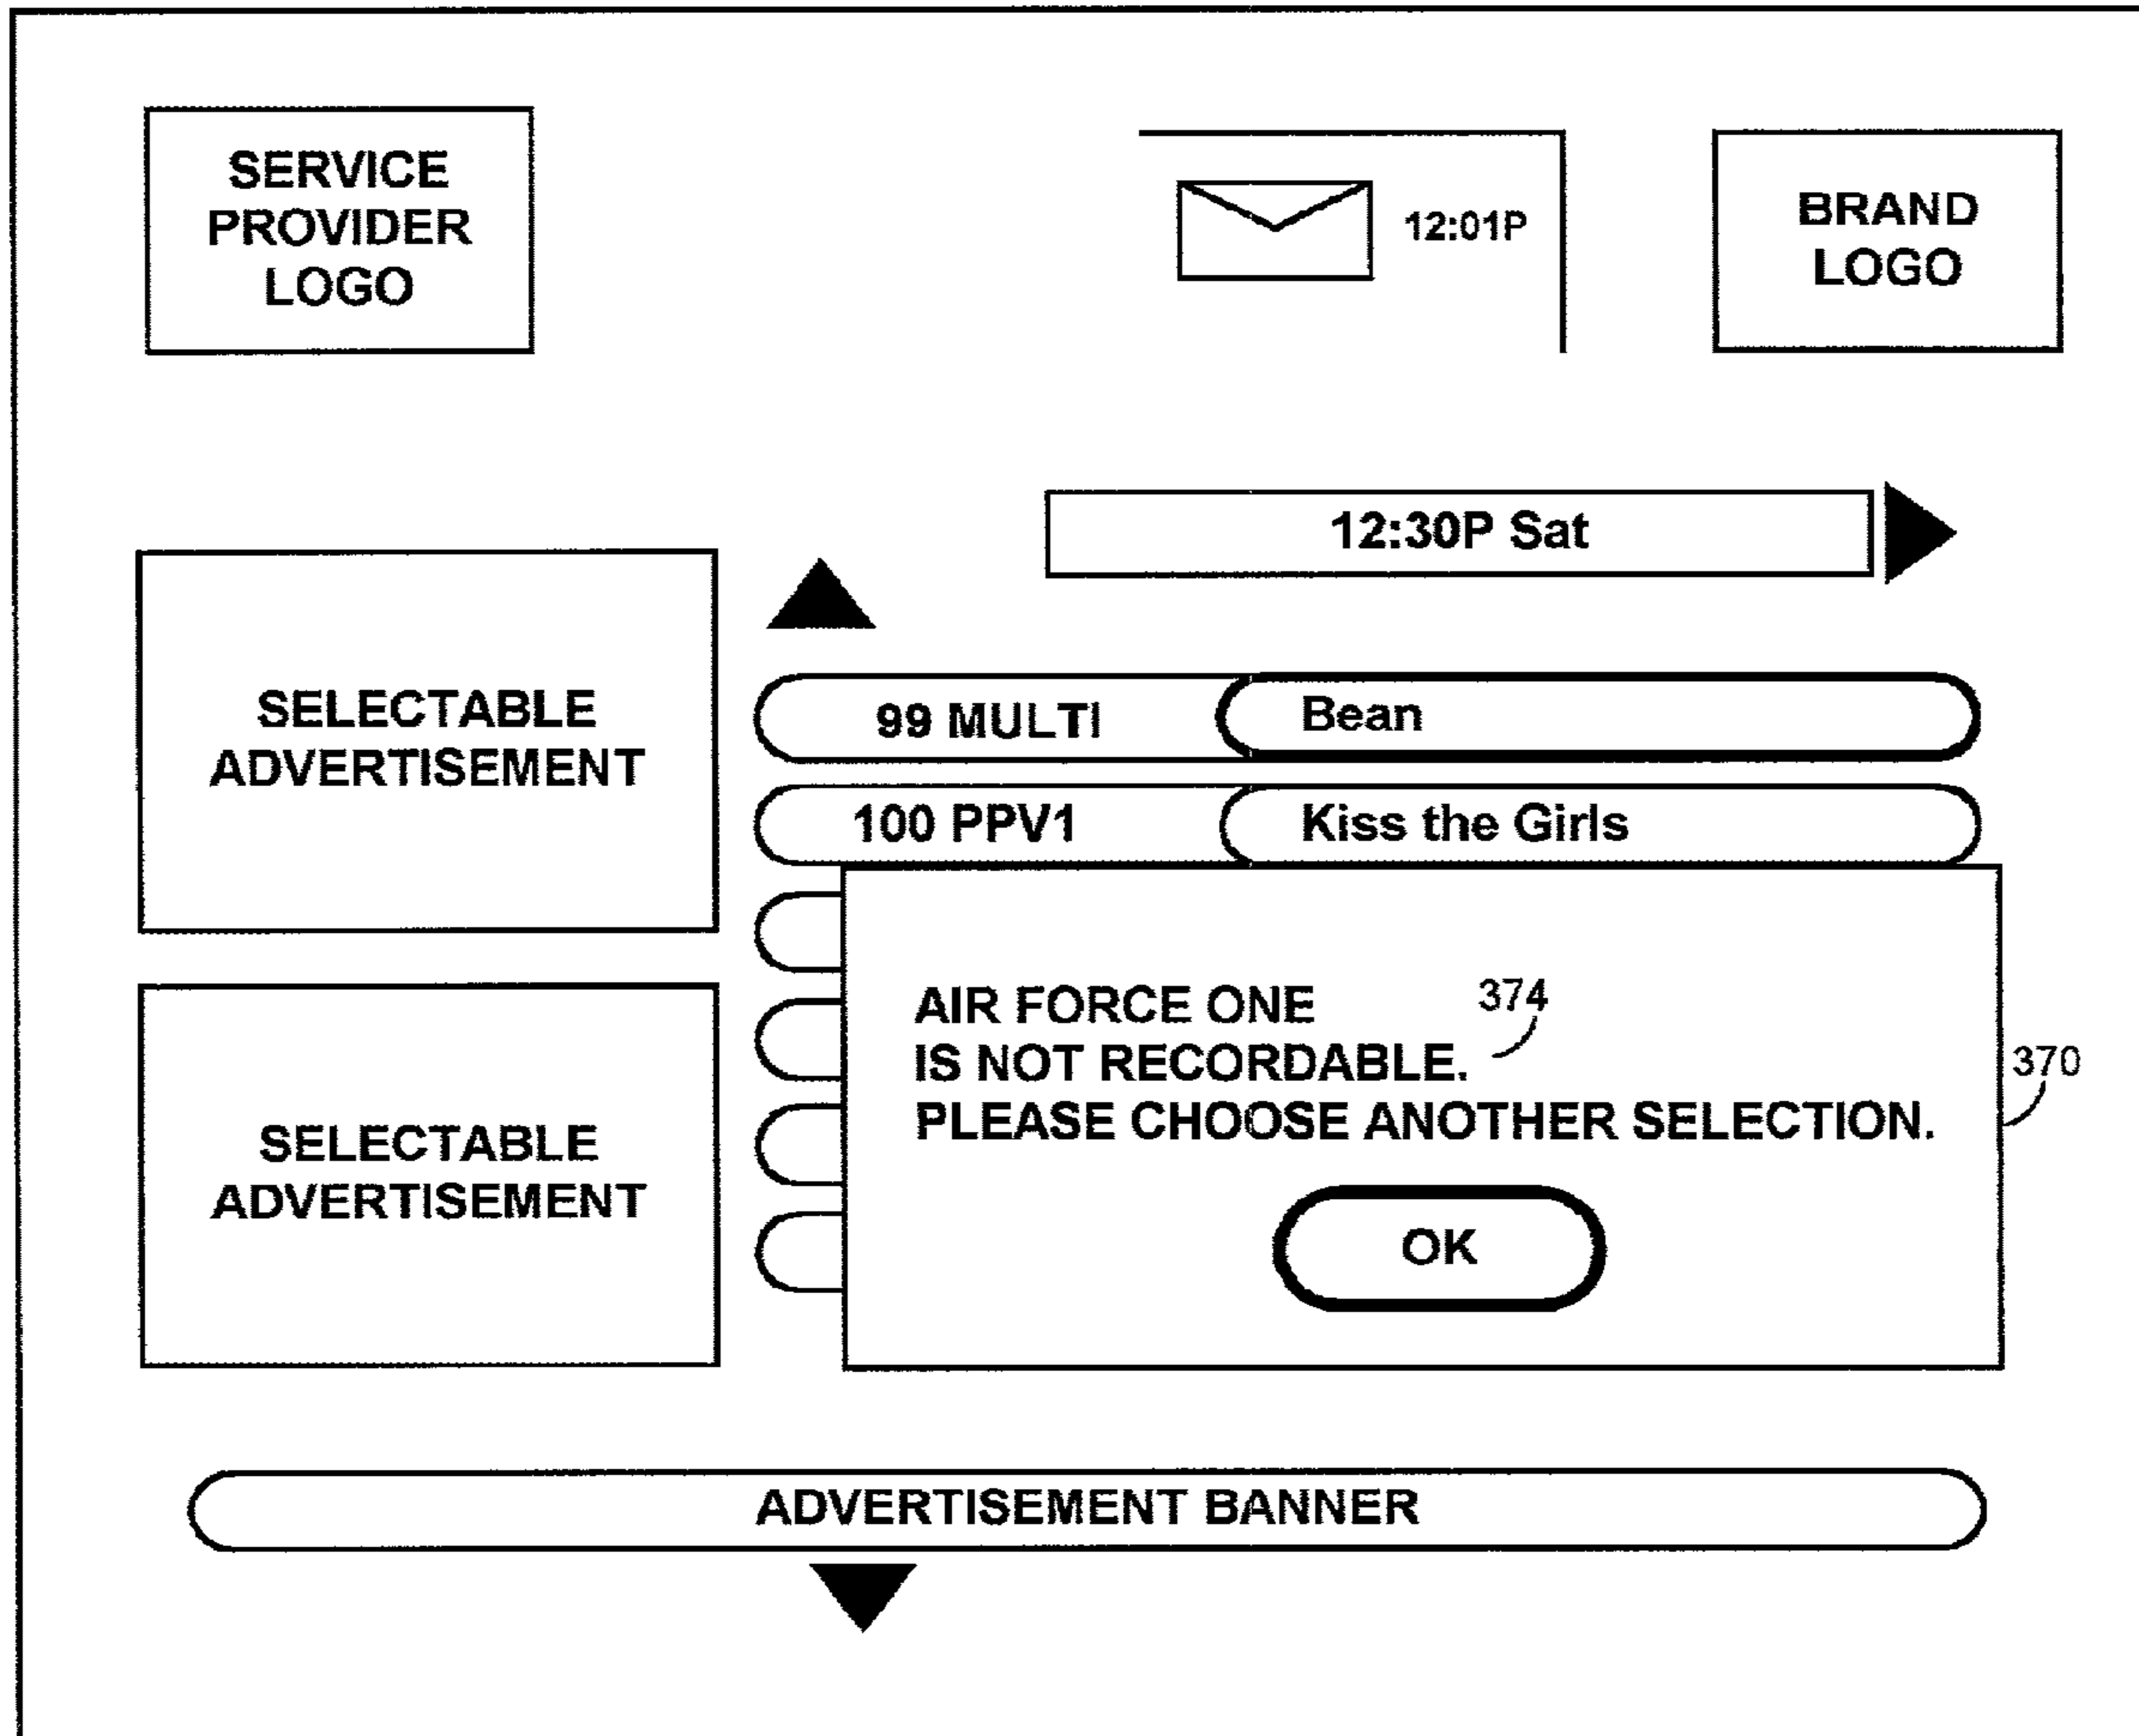 SERVICE
PROVIDER
LOGO
12:01P
BRAND
LOGO
12:30P Sat
SELECTABLE
ADVERTISEMENT
99 MULTI Bean
100 PPV1 Kiss the Girls
AIR FORCE ONE 374
IS NOT RECORDABLE.
370
PLEASE CHOOSE ANOTHER SELECTION.
OK
SELECTABLE
ADVERTISEMENT
ADVERTISEMENT BANNER